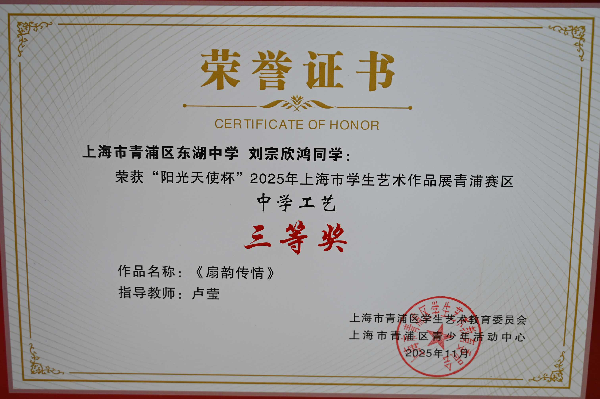 荣誉证书
CERTIFICATE OF HONOR
上海市青浦区东湖中学 刘宗欣鸿同学：
荣获“阳光天使杯”2025年上海市学生艺术作品展青浦赛区
中学工艺
三等奖
作品名称：《扇韵传情》
指导教师：卢莹
上海市青浦区学生艺术教育委员会
上海市青浦区青少年活动中心
2025年11月